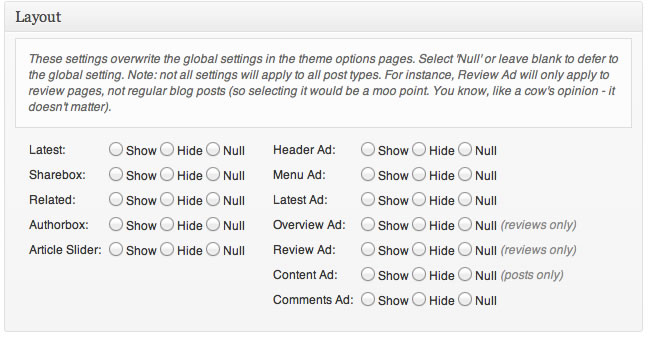 Layout
These settings overwrite the global settings in the theme options pages. Select 'Null' or leave blank to defer to
the global setting. Note: not all settings will apply to all post types. For instance, Review Ad will only apply to
review pages, not regular blog posts (so selecting it would be a moo point. You know, like a cow's opinion - it
doesn't matter).
Latest: Show Hide Null Header Ad: Show Hide Null
Sharebox: Show Hide Null Menu Ad: Show Hide Null
Related: Show Hide Null Latest Ad: Show Hide Null
Authorbox: Show Hide Null Overview Ad: Show Hide Null (reviews only)
Article Slider: Show Hide Null Review Ad: Show Hide Null (reviews only)
Content Ad: Show Hide Null (posts only)
Comments Ad: Show Hide Null